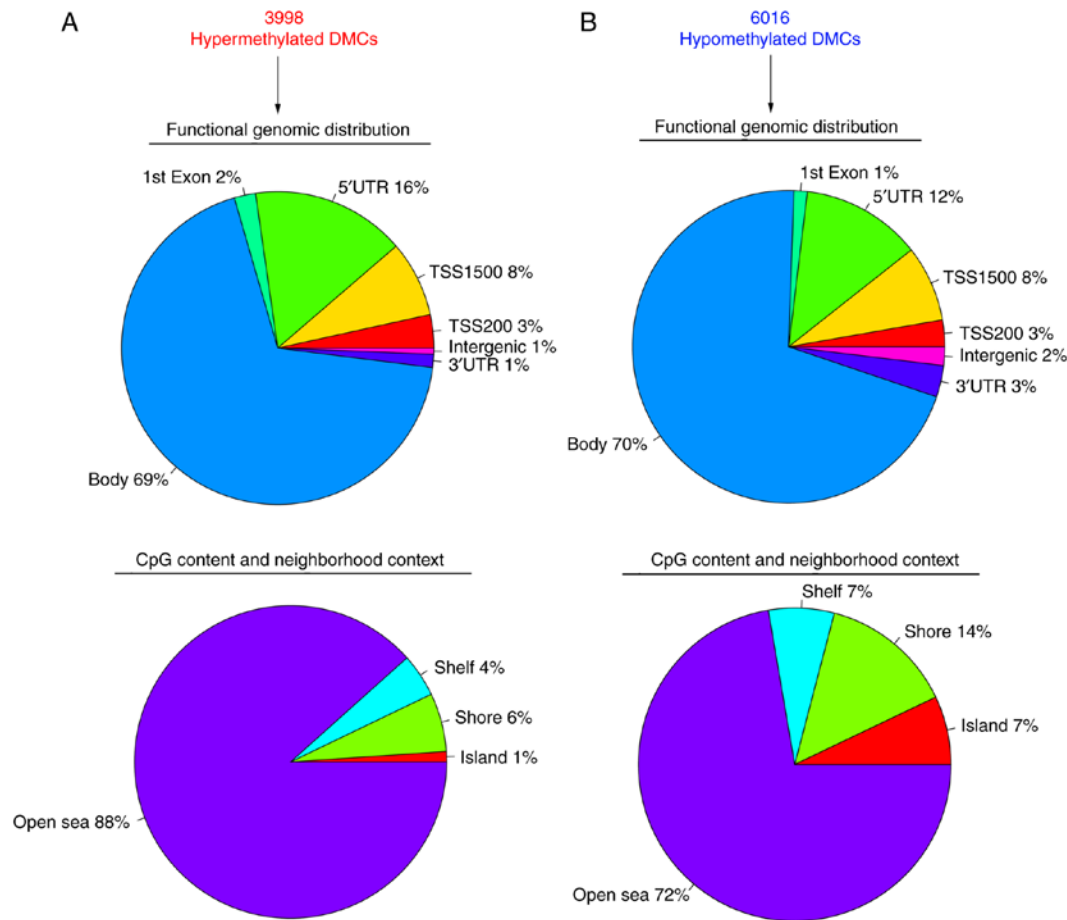 A
3998
Hypermethylated DMCs
Functional genomic distribution
1st Exon 2%
5′UTR 16%
TSS1500 8%
TSS200 3%
Intergenic 1%
3′UTR 1%
Body 69%
CpG content and neighborhood context
Shelf 4%
Shore 6%
Island 1%
Open sea 88%
B
6016
Hypomethylated DMCs
Functional genomic distribution
1st Exon 1%
5′UTR 12%
TSS1500 8%
TSS200 3%
Intergenic 2%
3′UTR 3%
Body 70%
CpG content and neighborhood context
Shelf 7%
Shore 14%
Island 7%
Open sea 72%